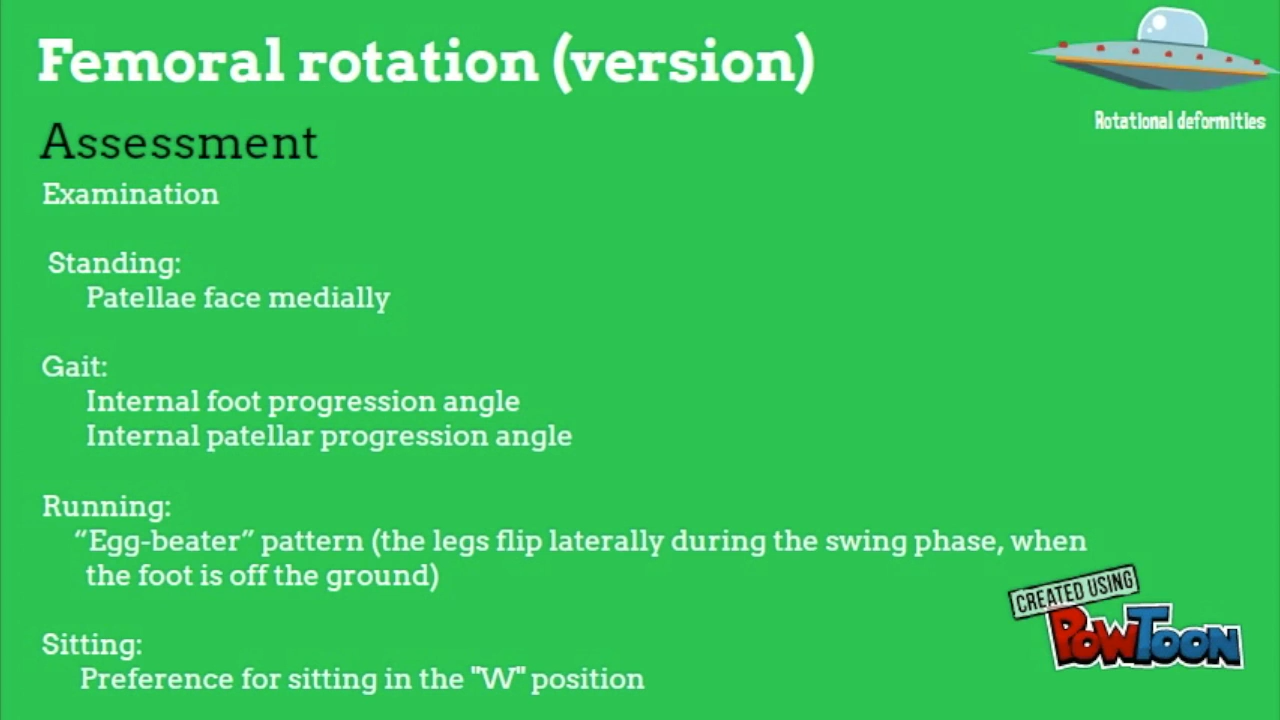 Femoral rotation (version)
Rotational deformities
Assessment
Examination
Standing:
Patellae face medially
Gait:
Internal foot progression angle
Internal patellar progression angle
Running:
“Egg-beater” pattern (the legs flip laterally during the swing phase, when
the foot is off the ground)
Sitting:
Preference for sitting in the "W" position
CREATED USING
POWTOON